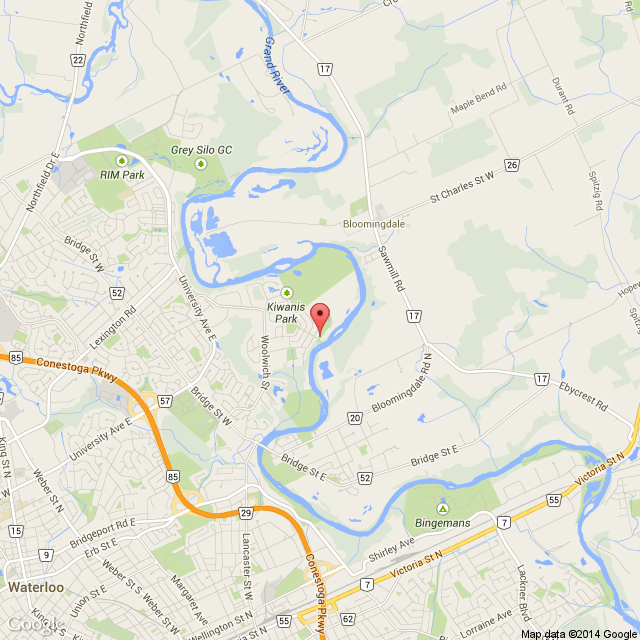 Northfield
22
Grand River
17
Cro
Maple Bend Rd
Durant Rd
Grey Silo GC
RIM Park
26
Northfield Dr E
St Charles St W
Spitzig Rd
Bloomingdale
Bridge St W
Sawmill Rd
52
University Ave E
Kiwanis
Park
Lexington Rd
Hopew
Spitzig
17
Woolwich St
85
Conestoga Pkwy
17
Ebycrest Rd
57
Bridge St W
Bloomingdale Rd N
20
University Ave E
Bridge St E
Bridge St E
52
Victoria St N
King St N
Weber St N
85
55
15
Bridgeport Rd E
29
Bingemans
7
9
Erb St E
Lancaster St W
Shirley Ave
Conestoga Pkwy
Victoria St N
7
55
Waterloo
Union St E
Weber St S
Margaret Ave
Lackner Blvd
Google
King St S
Weber St
Wellington St N
62
Lorraine Ave
Map data ©2014 Google